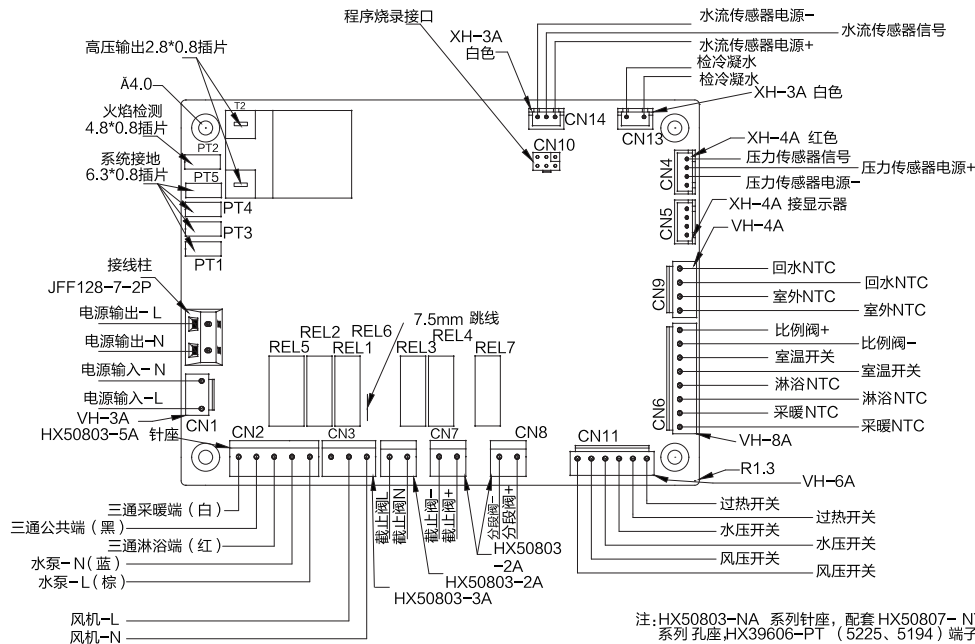 程序烧录接口
水流传感器电源-
水流传感器信号
XH-3A
白色
水流传感器电源+
检冷凝水
检冷凝水
高压输出2.8*0.8插片
Ä4.0
T2
XH-3A 白色
CN14
CN13
CN10
火焰检测
4.8*0.8插片
PT2
系统接地
6.3*0.8插片
PT5
PT4
PT3
PT1
XH-4A 红色
压力传感器信号
压力传感器电源+
压力传感器电源-
CN4
XH-4A 接显示器
CN5
VH-4A
接线柱
JFF128-7-2P
回水NTC
回水NTC
室外NTC
室外NTC
CN9
电源输出-L
电源输出-N
电源输入-N
电源输入-L
VH-3A
CN1
HX50803-5A 针座
7.5mm 跳线
REL5
REL2
REL1
REL6
REL3
REL4
REL7
比例阀+
比例阀-
室温开关
室温开关
淋浴NTC
淋浴NTC
采暖NTC
采暖NTC
CN6
VH-8A
CN2
CN3
CN7
CN8
CN11
R1.3
VH-6A
三通采暖端（白）
三通公共端（黑）
三通淋浴端（红）
水泵-N(蓝）
水泵-L(棕）
截止阀L
截止阀N
截止阀-
截止阀+
分段阀-
分段阀+
HX50803
-2A
HX50803-2A
HX50803-3A
过热开关
过热开关
水压开关
水压开关
风压开关
风压开关
风机-L
风机-N
注:HX50803-NA 系列针座，配套HX50807-N
系列孔座,HX39606-PT （5225、5194）端子